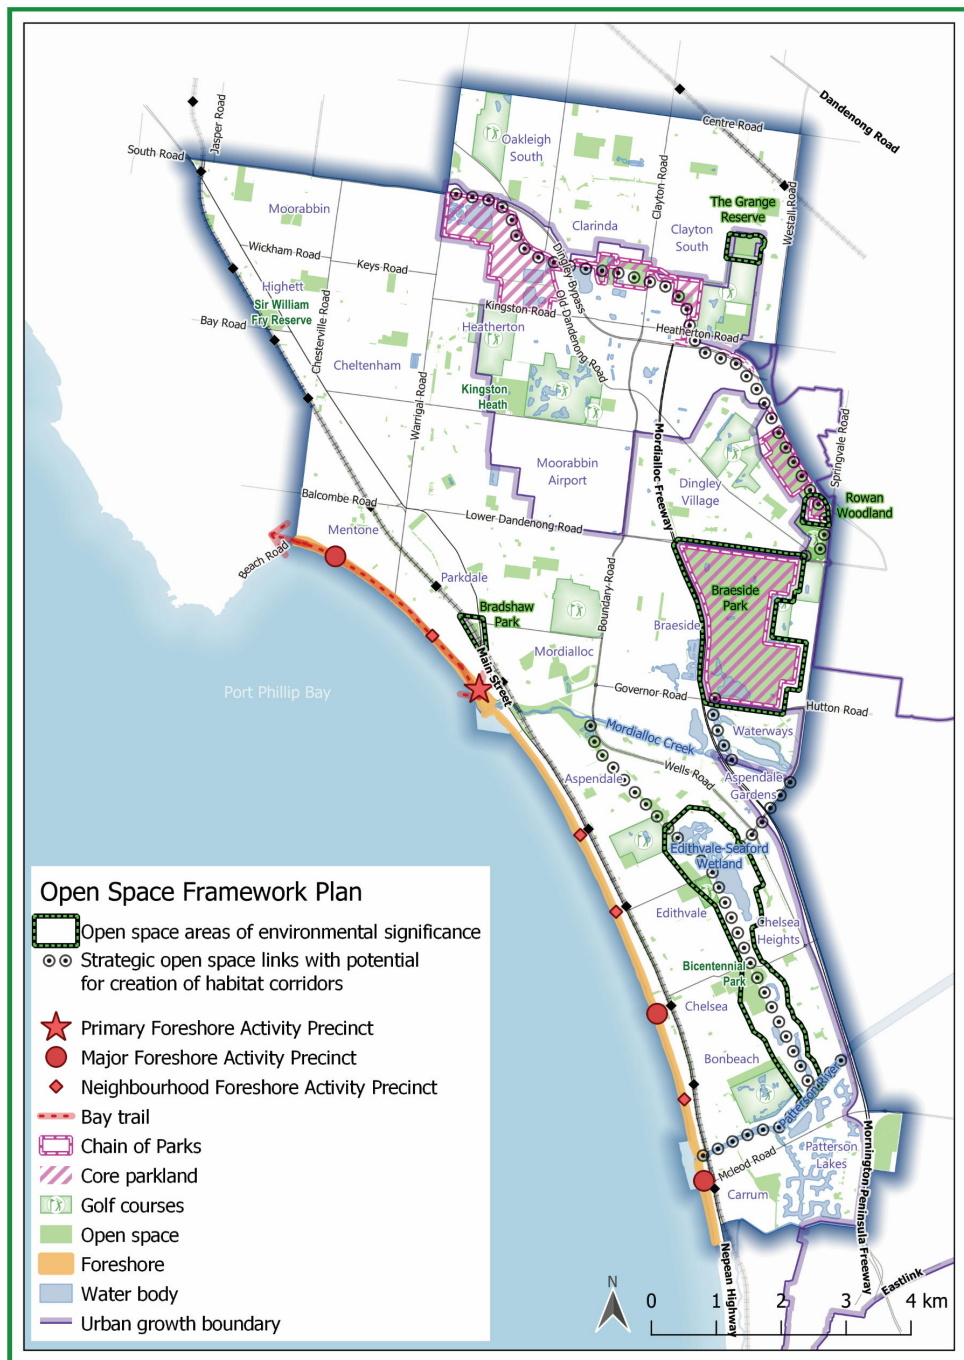 Dandenong Road
Centre Road
Jasper Road
South Road
Oakleigh
South
Clayton Road
Westall Road
The Grange
Reserve
Moorabbin
Clarinda
Clayton
South
Wickham Road
Keys Road
Dingley Bypass
Highett
Sir William
Fry Reserve
Bay Road
Chesterville Road
Old Dandenong Road
Kingston Road
Heatherton
Heatherton Road
Cheltenham
Warrigal Road
Kingston
Heath
Mordialloc Freeway
Springvale Road
Moorabbin
Airport
Dingley
Village
Rowan
Woodland
Balcombe Road
Lower Dandenong Road
Mentone
Beach Road
Parkdale
Boundary Road
Bradshaw
Park
Braeside
Park
Braeside
Main Street
Mordialloc
Port Phillip Bay
Governor Road
Hutton Road
Mordialloc Creek
Waterways
Wells Road
Aspendale
Aspendale
Gardens
Edithvale-Seaford
Wetland
Edithvale
Chelsea
Heights
Bicentennial
Park
Chelsea
Bonbeach
Patterson River
Patterson
Lakes
McLeod Road
Carrum
Mornington Peninsula Freeway
Nepean Highway
Eastlink
Open Space Framework Plan
Open space areas of environmental significance
Strategic open space links with potential
for creation of habitat corridors
Primary Foreshore Activity Precinct
Major Foreshore Activity Precinct
Neighbourhood Foreshore Activity Precinct
Bay trail
Chain of Parks
Core parkland
Golf courses
Open space
Foreshore
Water body
Urban growth boundary
N
0 1 2 3 4 km